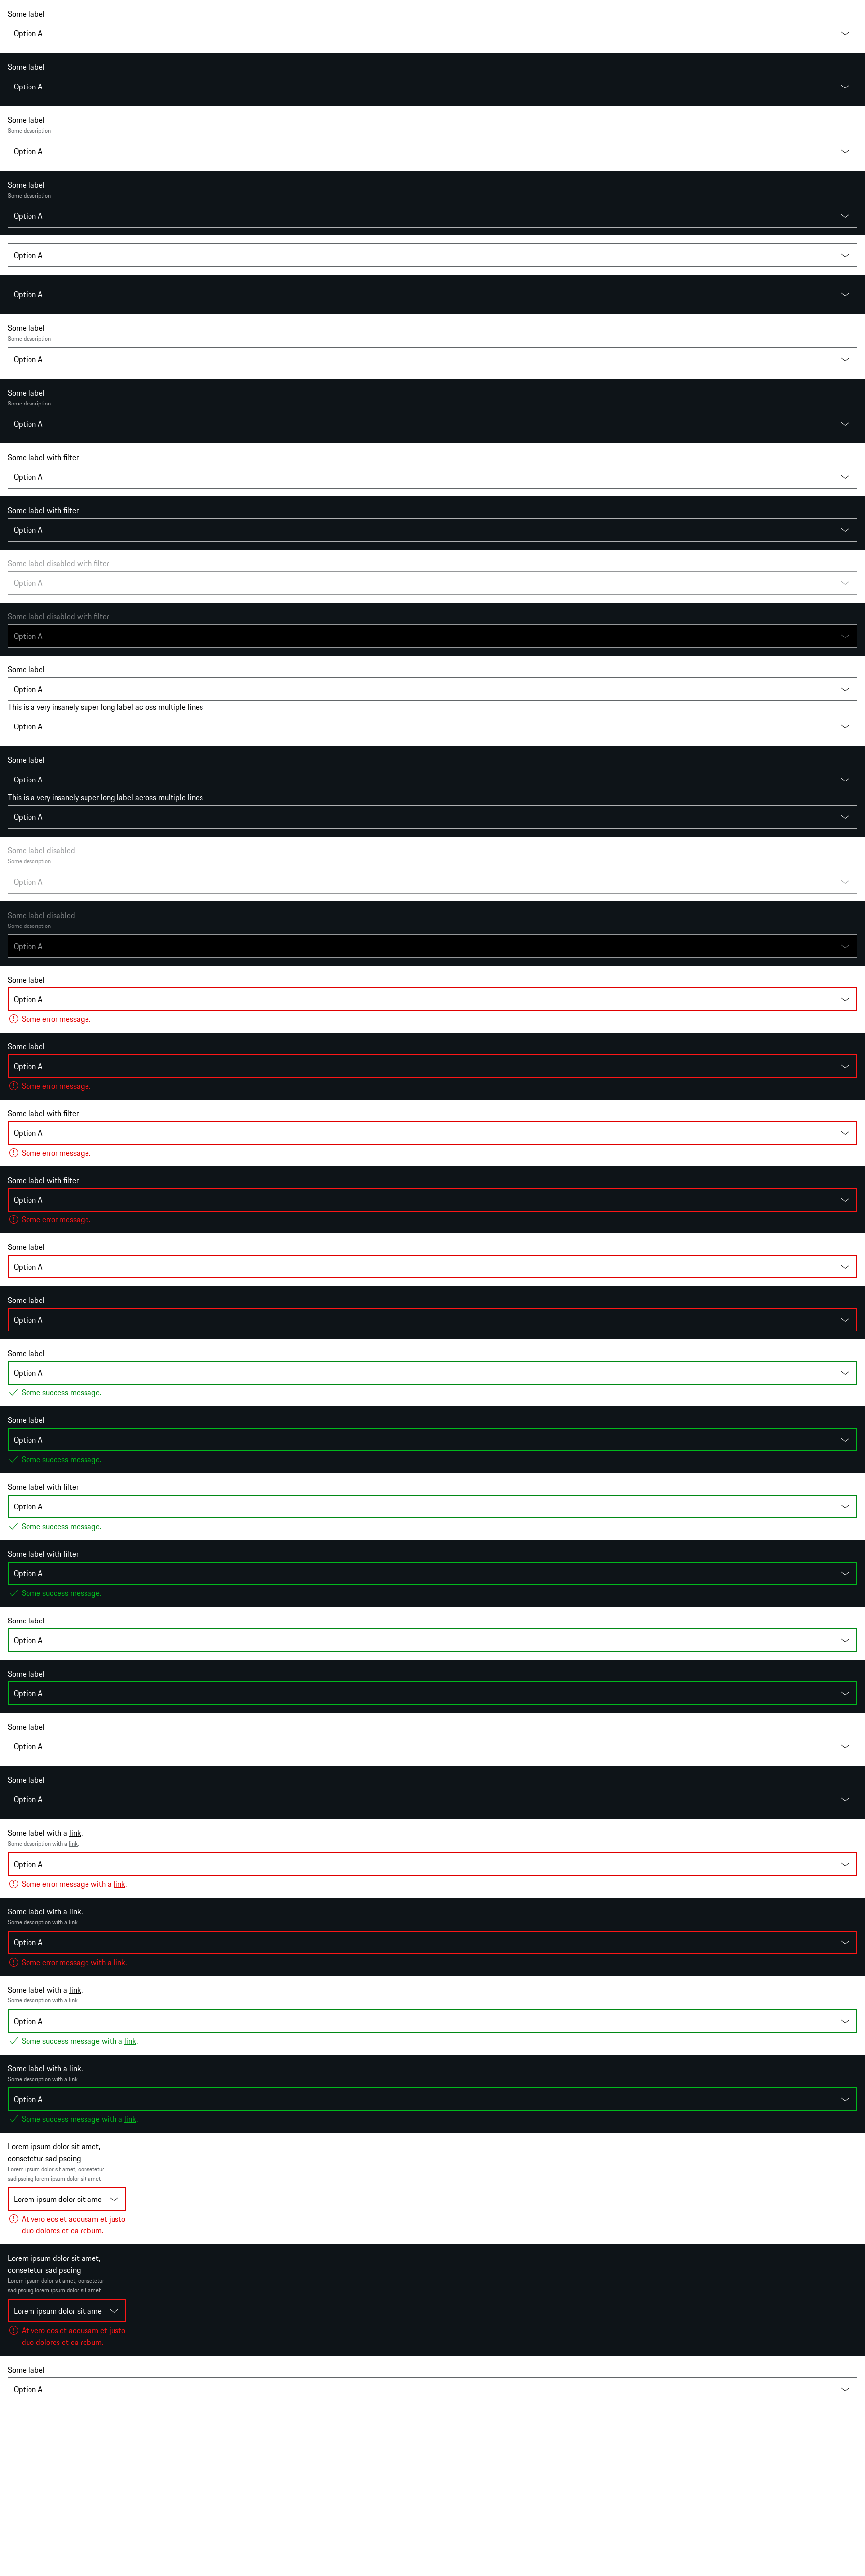 Some label
Option A
Some label
Option A
Some label
Some description
Option A
Some label
Some description
Option A
Option A
Option A
Some label
Some description
Option A
Some label
Some description
Option A
Some label with filter
Option A
Some label with filter
Option A
Some label disabled with filter
Option A
Some label disabled with filter
Option A
Some label
Option A
This is a very insanely super long label across multiple lines
Option A
Some label
Option A
This is a very insanely super long label across multiple lines
Option A
Some label disabled
Some description
Option A
Some label disabled
Some description
Option A
Some label
Option A
Some error message.
Some label
Option A
Some error message.
Some label with filter
Option A
Some error message.
Some label with filter
Option A
Some error message.
Some label
Option A
Some label
Option A
Some label
Option A
Some success message.
Some label
Option A
Some success message.
Some label with filter
Option A
Some success message.
Some label with filter
Option A
Some success message.
Some label
Option A
Some label
Option A
Some label
Option A
Some label
Option A
Some label with a link.
Some description with a link.
Option A
Some error message with a link.
Some label with a link.
Some description with a link.
Option A
Some error message with a link.
Some label with a link.
Some description with a link.
Option A
Some success message with a link.
Some label with a link.
Some description with a link.
Option A
Some success message with a link.
Lorem ipsum dolor sit amet,
consetetur sadipscing
Lorem ipsum dolor sit amet, consetetur
sadipscing lorem ipsum dolor sit amet
Lorem ipsum dolor sit ame
At vero eos et accusam et justo
duo dolores et ea rebum.
Lorem ipsum dolor sit amet,
consetetur sadipscing
Lorem ipsum dolor sit amet, consetetur
sadipscing lorem ipsum dolor sit amet
Lorem ipsum dolor sit ame
At vero eos et accusam et justo
duo dolores et ea rebum.
Some label
Option A